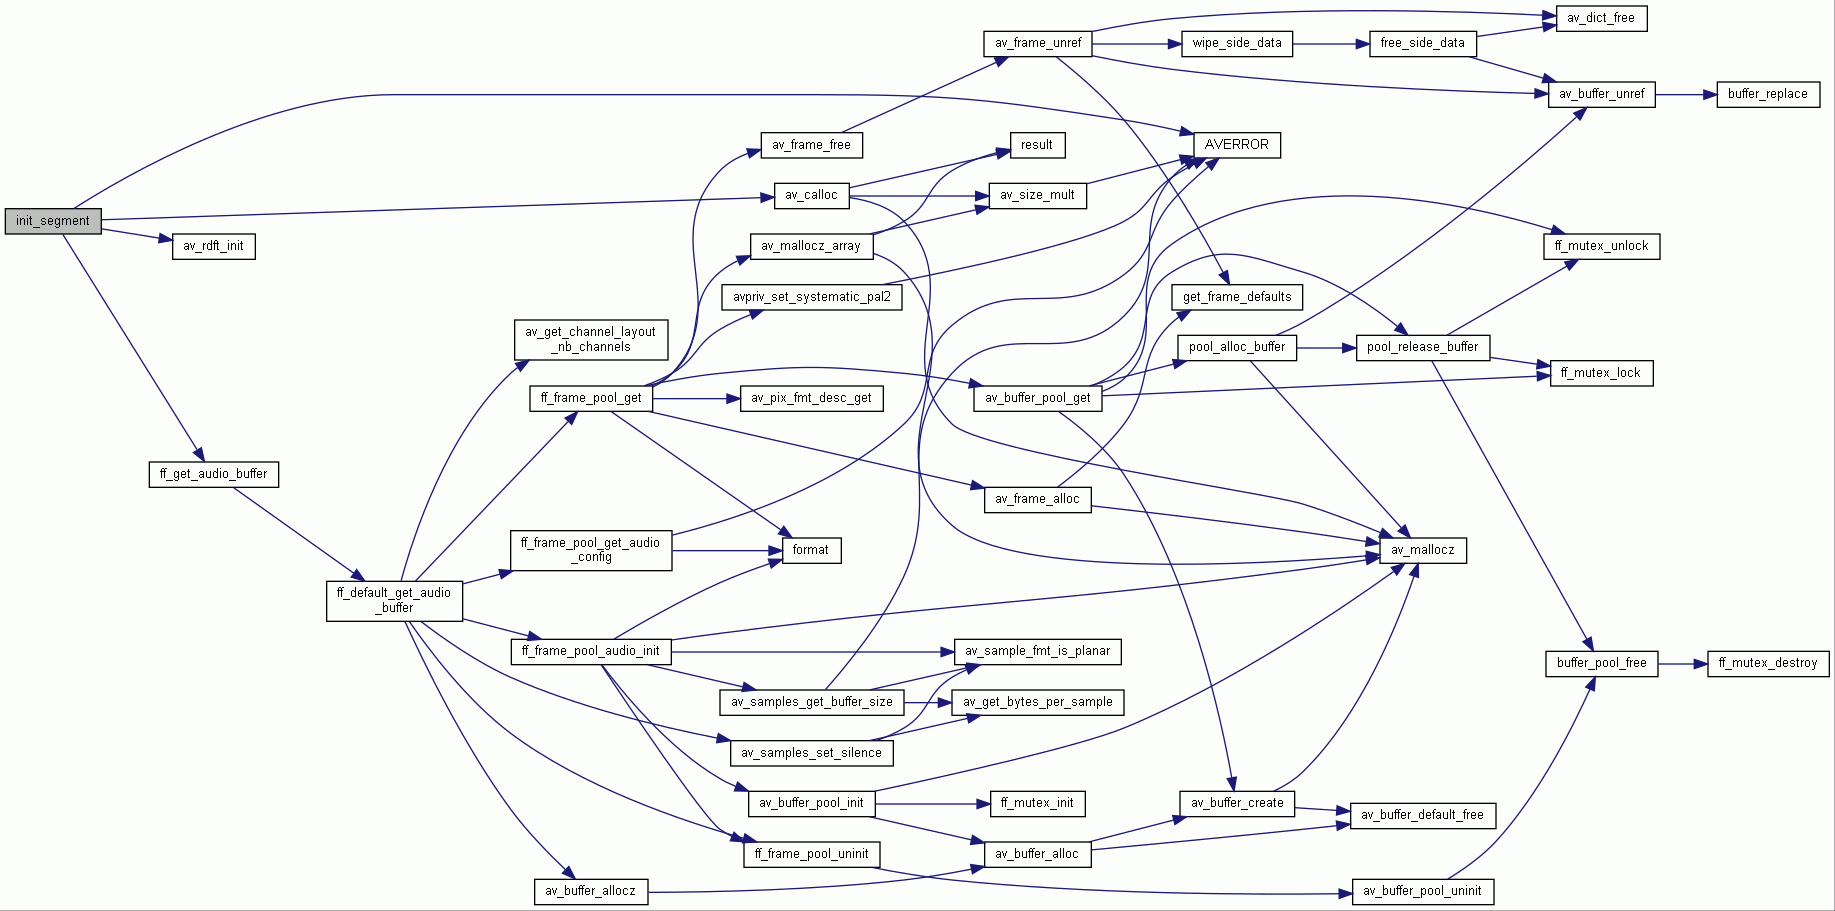 init_segment
av_rdft_init
ff_get_audio_buffer
ff_default_get_audio
_buffer
av_get_channel_layout
_nb_channels
ff_frame_pool_get
ff_frame_pool_get_audio
_config
ff_frame_pool_audio_init
av_buffer_allocz
av_frame_free
av_calloc
av_mallocz_array
avpriv_set_systematic_pal2
av_pix_fmt_desc_get
format
av_samples_get_buffer_size
av_samples_set_silence
av_buffer_pool_init
ff_frame_pool_uninit
av_frame_unref
result
av_size_mult
av_buffer_pool_get
av_frame_alloc
av_sample_fmt_is_planar
av_get_bytes_per_sample
ff_mutex_init
av_buffer_alloc
wipe_side_data
AVERROR
get_frame_defaults
pool_alloc_buffer
av_buffer_create
free_side_data
pool_release_buffer
av_mallocz
av_buffer_default_free
av_buffer_pool_uninit
av_dict_free
av_buffer_unref
ff_mutex_unlock
ff_mutex_lock
buffer_pool_free
buffer_replace
ff_mutex_destroy